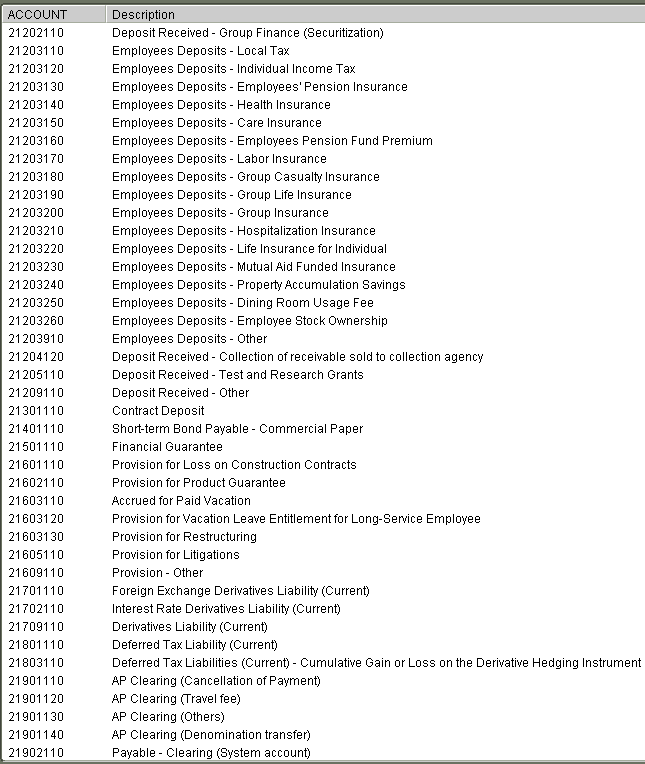 ACCOUNT Description
21202110 Deposit Received - Group Finance (Securitization)
21203110 Employees Deposits - Local Tax
21203120 Employees Deposits - Individual Income Tax
21203130 Employees Deposits - Employees' Pension Insurance
21203140 Employees Deposits - Health Insurance
21203150 Employees Deposits - Care Insurance
21203160 Employees Deposits - Employees Pension Fund Premium
21203170 Employees Deposits - Labor Insurance
21203180 Employees Deposits - Group Casualty Insurance
21203190 Employees Deposits - Group Life Insurance
21203200 Employees Deposits - Group Insurance
21203210 Employees Deposits - Hospitalization Insurance
21203220 Employees Deposits - Life Insurance for Individual
21203230 Employees Deposits - Mutual Aid Funded Insurance
21203240 Employees Deposits - Property Accumulation Savings
21203250 Employees Deposits - Dining Room Usage Fee
21203260 Employees Deposits - Employee Stock Ownership
21203910 Employees Deposits - Other
21204120 Deposit Received - Collection of receivable sold to collection agency
21205110 Deposit Received - Test and Research Grants
21209110 Deposit Received - Other
21301110 Contract Deposit
21401110 Short-term Bond Payable - Commercial Paper
21501110 Financial Guarantee
21601110 Provision for Loss on Construction Contracts
21602110 Provision for Product Guarantee
21603110 Accrued for Paid Vacation
21603120 Provision for Vacation Leave Entitlement for Long-Service Employee
21603130 Provision for Restructuring
21605110 Provision for Litigations
21609110 Provision - Other
21701110 Foreign Exchange Derivatives Liability (Current)
21702110 Interest Rate Derivatives Liability (Current)
21709110 Derivatives Liability (Current)
21801110 Deferred Tax Liability (Current)
21803110 Deferred Tax Liabilities (Current) - Cumulative Gain or Loss on the Derivative Hedging Instrument
21901110 AP Clearing (Cancellation of Payment)
21901120 AP Clearing (Travel fee)
21901130 AP Clearing (Others)
21901140 AP Clearing (Denomination transfer)
21902110 Payable - Clearing (System account)